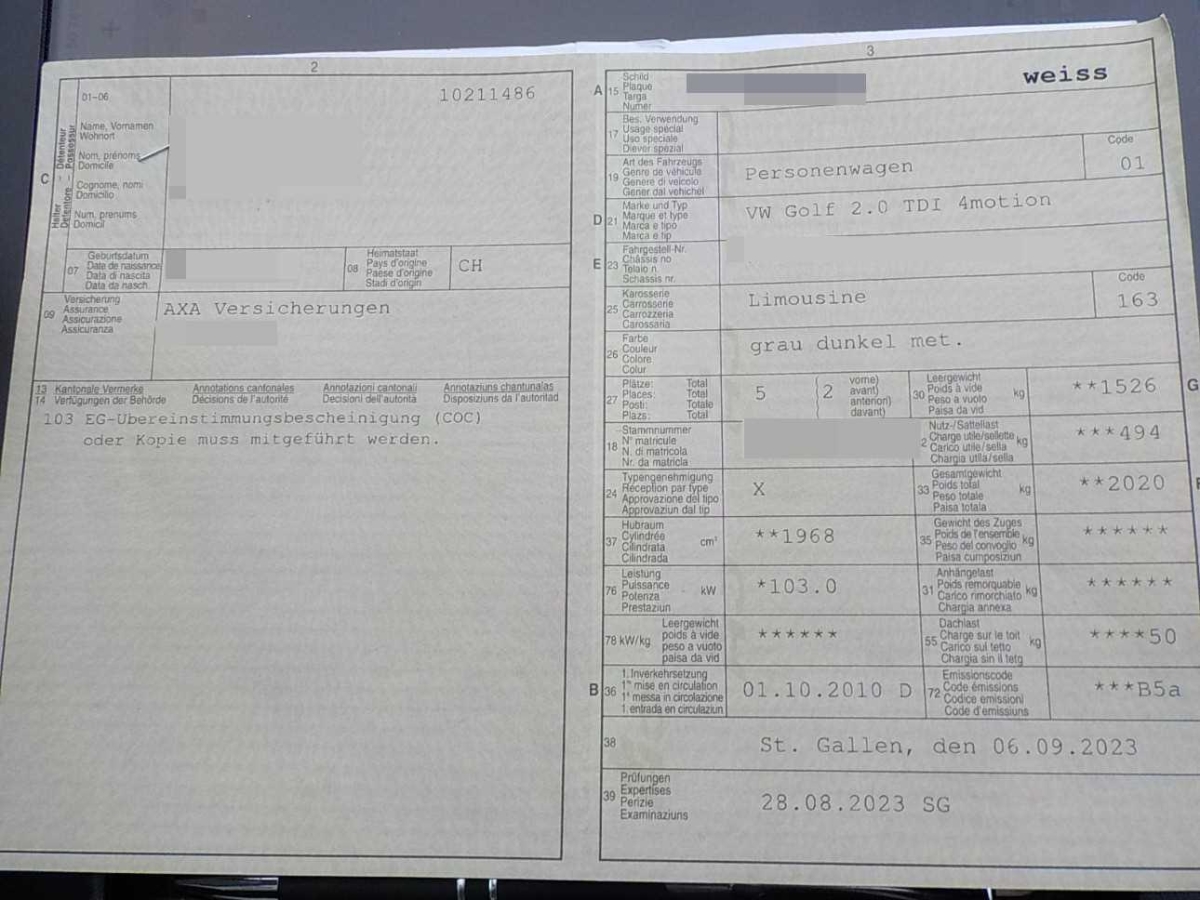 2
01-06
10211486
C
Halter – Détenteur
Detentore – Possessur
Name, Vornamen
Wohnort
Nom, prénoms
Domicile
Cognome, nomi
Domicilio
Num, prenums
Domicil
07
Geburtsdatum
Date de naissance
Data di nascita
Data da nasch.
08
Heimatstaat
Pays d'origine
Paese d'origine
Stadi d'origin
CH
09
Versicherung
Assurance
Assicurazione
Assicuranza
AXA Versicherungen
13 Kantonale Vermerke Annotations cantonales Annotazioni cantonali Annotaziuns chantunalas
14 Verfügungen der Behörde Décisions de l'autorité Decisioni dell'autorità Disposiziuns da l'autoritad
103 EG-Übereinstimmungsbescheinigung (COC)
oder Kopie muss mitgeführt werden.
3
A 15
Schild
Plaque
Targa
Numer
weiss
17
Bes. Verwendung
Usage spécial
Uso speciale
Diever spezial
19
Art des Fahrzeugs
Genre de véhicule
Genere di veicolo
Gener dal vehichel
Personenwagen
Code
01
D 21
Marke und Typ
Marque et type
Marca e tipo
Marca e tip
VW Golf 2.0 TDI 4motion
E 23
Fahrgestell-Nr.
Châssis no
Telaio n.
Schassis nr.
25
Karosserie
Carrosserie
Carrozzeria
Carossaria
Limousine
Code
163
26
Farbe
Couleur
Colore
Colur
grau dunkel met.
27
Plätze: Total
Places: Total
Posti: Totale
Plazs: Total
5 (2
vorne)
avant)
anteriori)
davant)
30
Leergewicht
Poids à vide
Peso a vuoto
Paisa da vid
kg
**1526
G
18
Stammnummer
N° matricule
N. di matricola
Nr. da matricla
2
Nutz-/Sattellast
Charge utile/sellette
Carico utile/sella
Chargia utila/sella
kg
***494
24
Typengenehmigung
Réception par type
Approvazione del tipo
Approvaziun dal tip
X
33
Gesamtgewicht
Poids total
Peso totale
Paisa totala
kg
**2020
37
Hubraum
Cylindrée
Cilindrata
Cilindrada
cm³
**1968
35
Gewicht des Zuges
Poids de l'ensemble
Peso del convoglio
Paisa cumposiziun
kg
******
76
Leistung
Puissance
Potenza
Prestaziun
kW
*103.0
31
Anhängelast
Poids remorquable
Carico rimorchiato
Chargia annexa
kg
******
78 kW/kg
Leergewicht
poids à vide
peso a vuoto
paisa da vid
******
55
Dachlast
Charge sur le toit
Carico sul tetto
Chargia sin il tetg
kg
****50
B 36
1. Inverkehrsetzung
1re mise en circulation
1a messa in circolazione
1. entrada en circulaziun
01.10.2010 D
72
Emissionscode
Code émissions
Codice emissioni
Code d'emissiuns
***B5a
38
St. Gallen, den 06.09.2023
39
Prüfungen
Expertises
Perizie
Examinaziuns
28.08.2023 SG